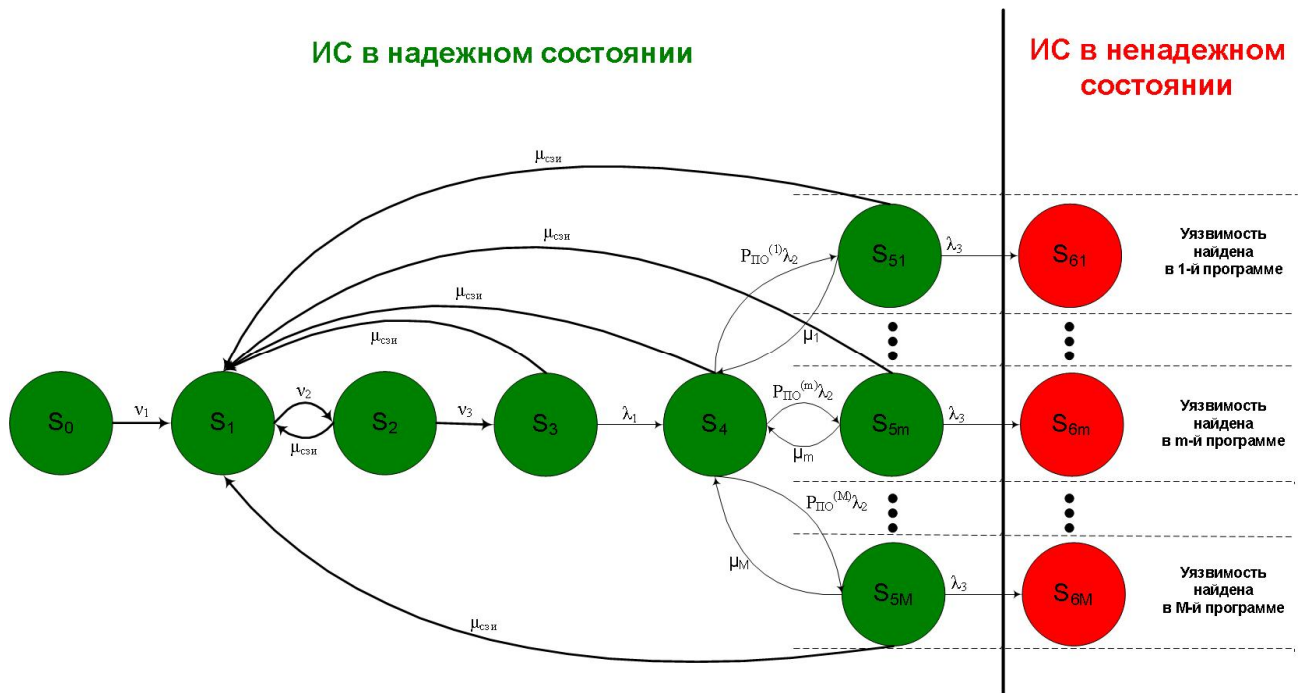 ИС в надежном состоянии
ИС в ненадежном
состоянии
μсзи
μсзи
μсзи
μсзи
S51
λ3
S61
Уязвимость
найдена
в 1-й программе
PПО(1)λ2
μ1
S0
ν1
S1
ν2
μсзи
S2
ν3
S3
λ1
S4
PПО(m)λ2
μm
S5m
λ3
S6m
Уязвимость
найдена
в m-й программе
PПО(M)λ2
μM
S5M
λ3
S6M
Уязвимость
найдена
в М-й программе
μсзи